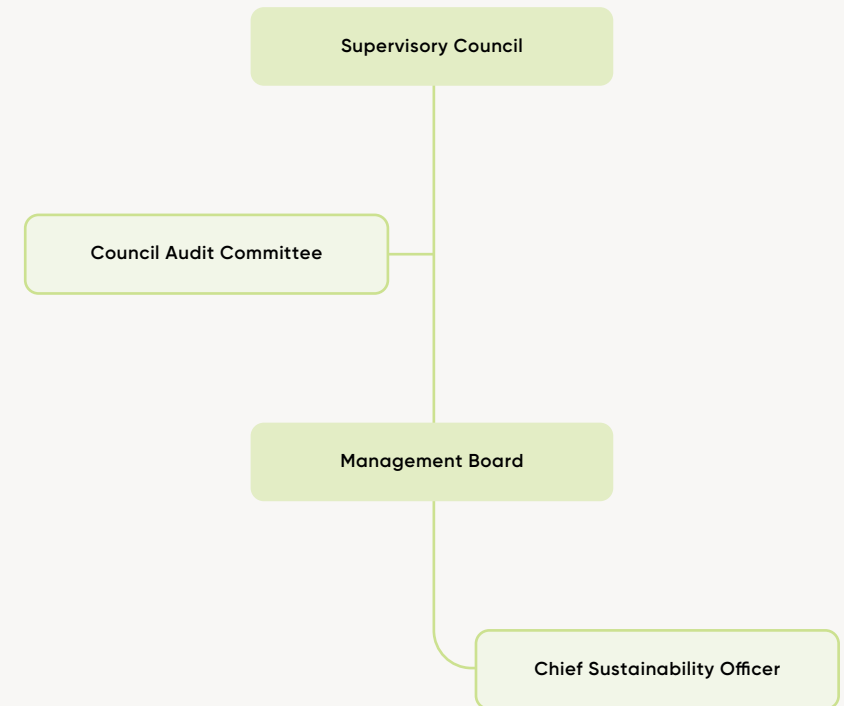 Supervisory Council
Council Audit Committee
Management Board
Chief Sustainability Officer